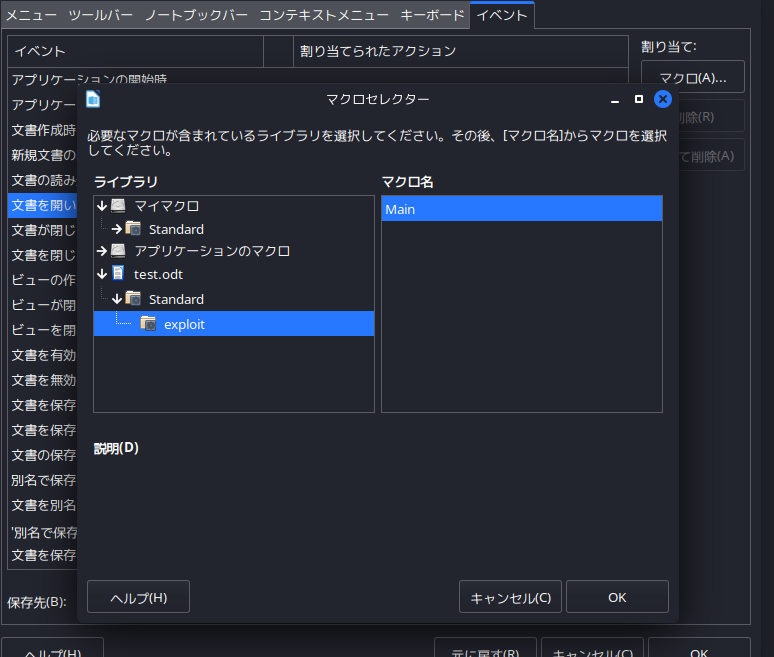 メニュー ツールバー ノートブックバー コンテキストメニュー キーボード イベント
イベント 割り当てられたアクション
割り当て:
マクロ(A)...
削除(R)
て削除(A)
アプリケーションの開始時
アプリケー
文書作成時
新規文書の
文書の読み
文書を開い
文書が閉じ
文書を閉じ
ビューの作
ビューが閉
ビューを閉
文書を有効
文書を無効
文書を保存
文書を保存
文書の保存
別名で保存
文書を別名
'別名で保存
文書を保存
保存先(B):
マクロセレクター
必要なマクロが含まれているライブラリを選択してください。その後、[マクロ名]からマクロを選択
してください。
ライブラリ
マイマクロ
Standard
アプリケーションのマクロ
test.odt
Standard
exploit
マクロ名
Main
説明(D)
ヘルプ(H) キャンセル(C) OK
ヘルプ(H) 元に戻す(R) キャンセル(C) OK